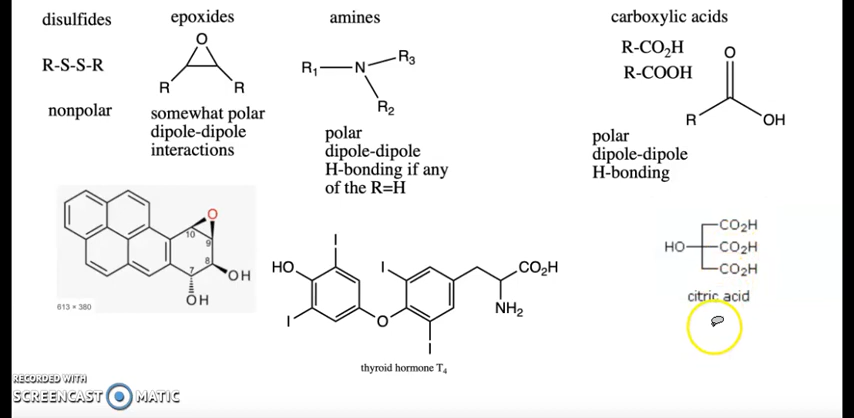 disulfides
R-S-S-R
nonpolar
epoxides
O
R R
somewhat polar
dipole-dipole
interactions
amines
R₁ N R₃
R₂
polar
dipole-dipole
H-bonding if any
of the R=H
carboxylic acids
R-CO₂H
R-COOH
O
R OH
polar
dipole-dipole
H-bonding
O
10
9
8
7
OH
OH
613 × 380
I
HO
I
I
O
I
CO₂H
NH₂
thyroid hormone T₄
CO₂H
HO CO₂H
CO₂H
citric acid
RECORDED WITH
SCREENCAST O MATIC